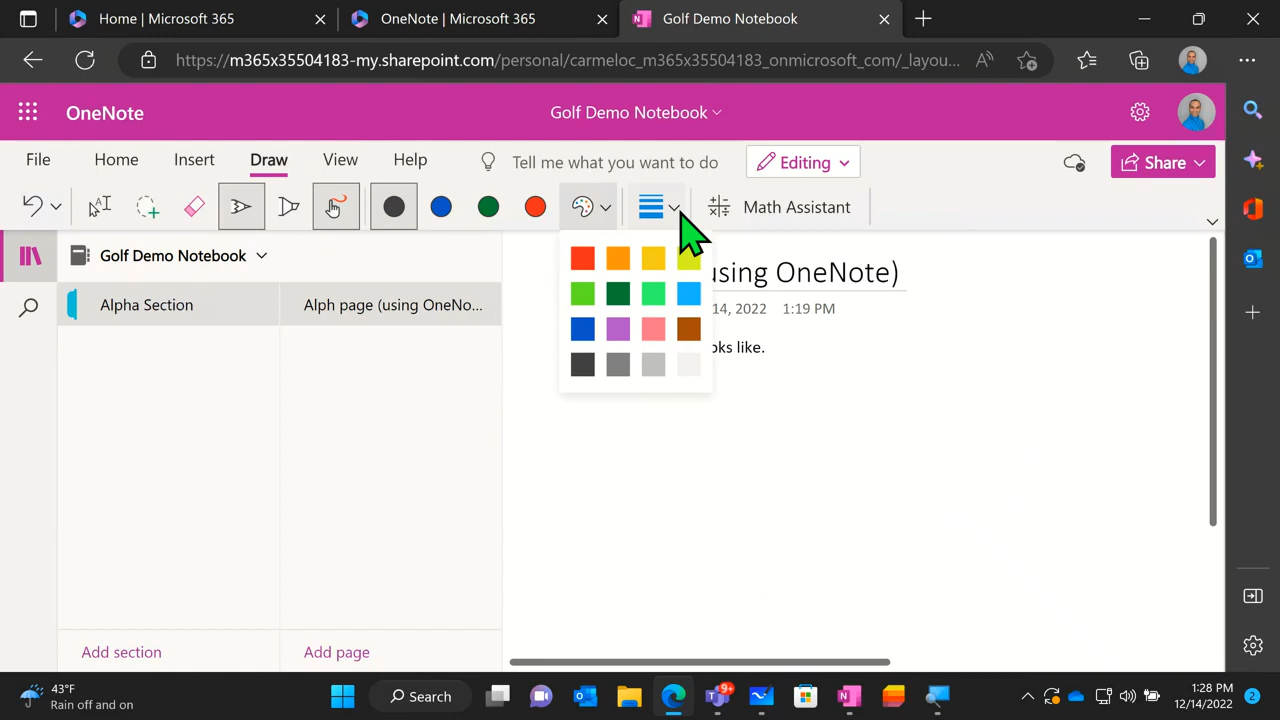 Home | Microsoft 365
OneNote | Microsoft 365
Golf Demo Notebook
https://m365x35504183-my.sharepoint.com/personal/carmeloc_m365x35504183_onmicrosoft_com/_layou...
OneNote
Golf Demo Notebook
File
Home
Insert
Draw
View
Help
Tell me what you want to do
Editing
Share
Math Assistant
Golf Demo Notebook
Alpha Section
Alph page (using OneNo...
using OneNote)
14, 2022
1:19 PM
oks like.
Add section
Add page
43°F
Rain off and on
Search
9+
1:28 PM
12/14/2022
2